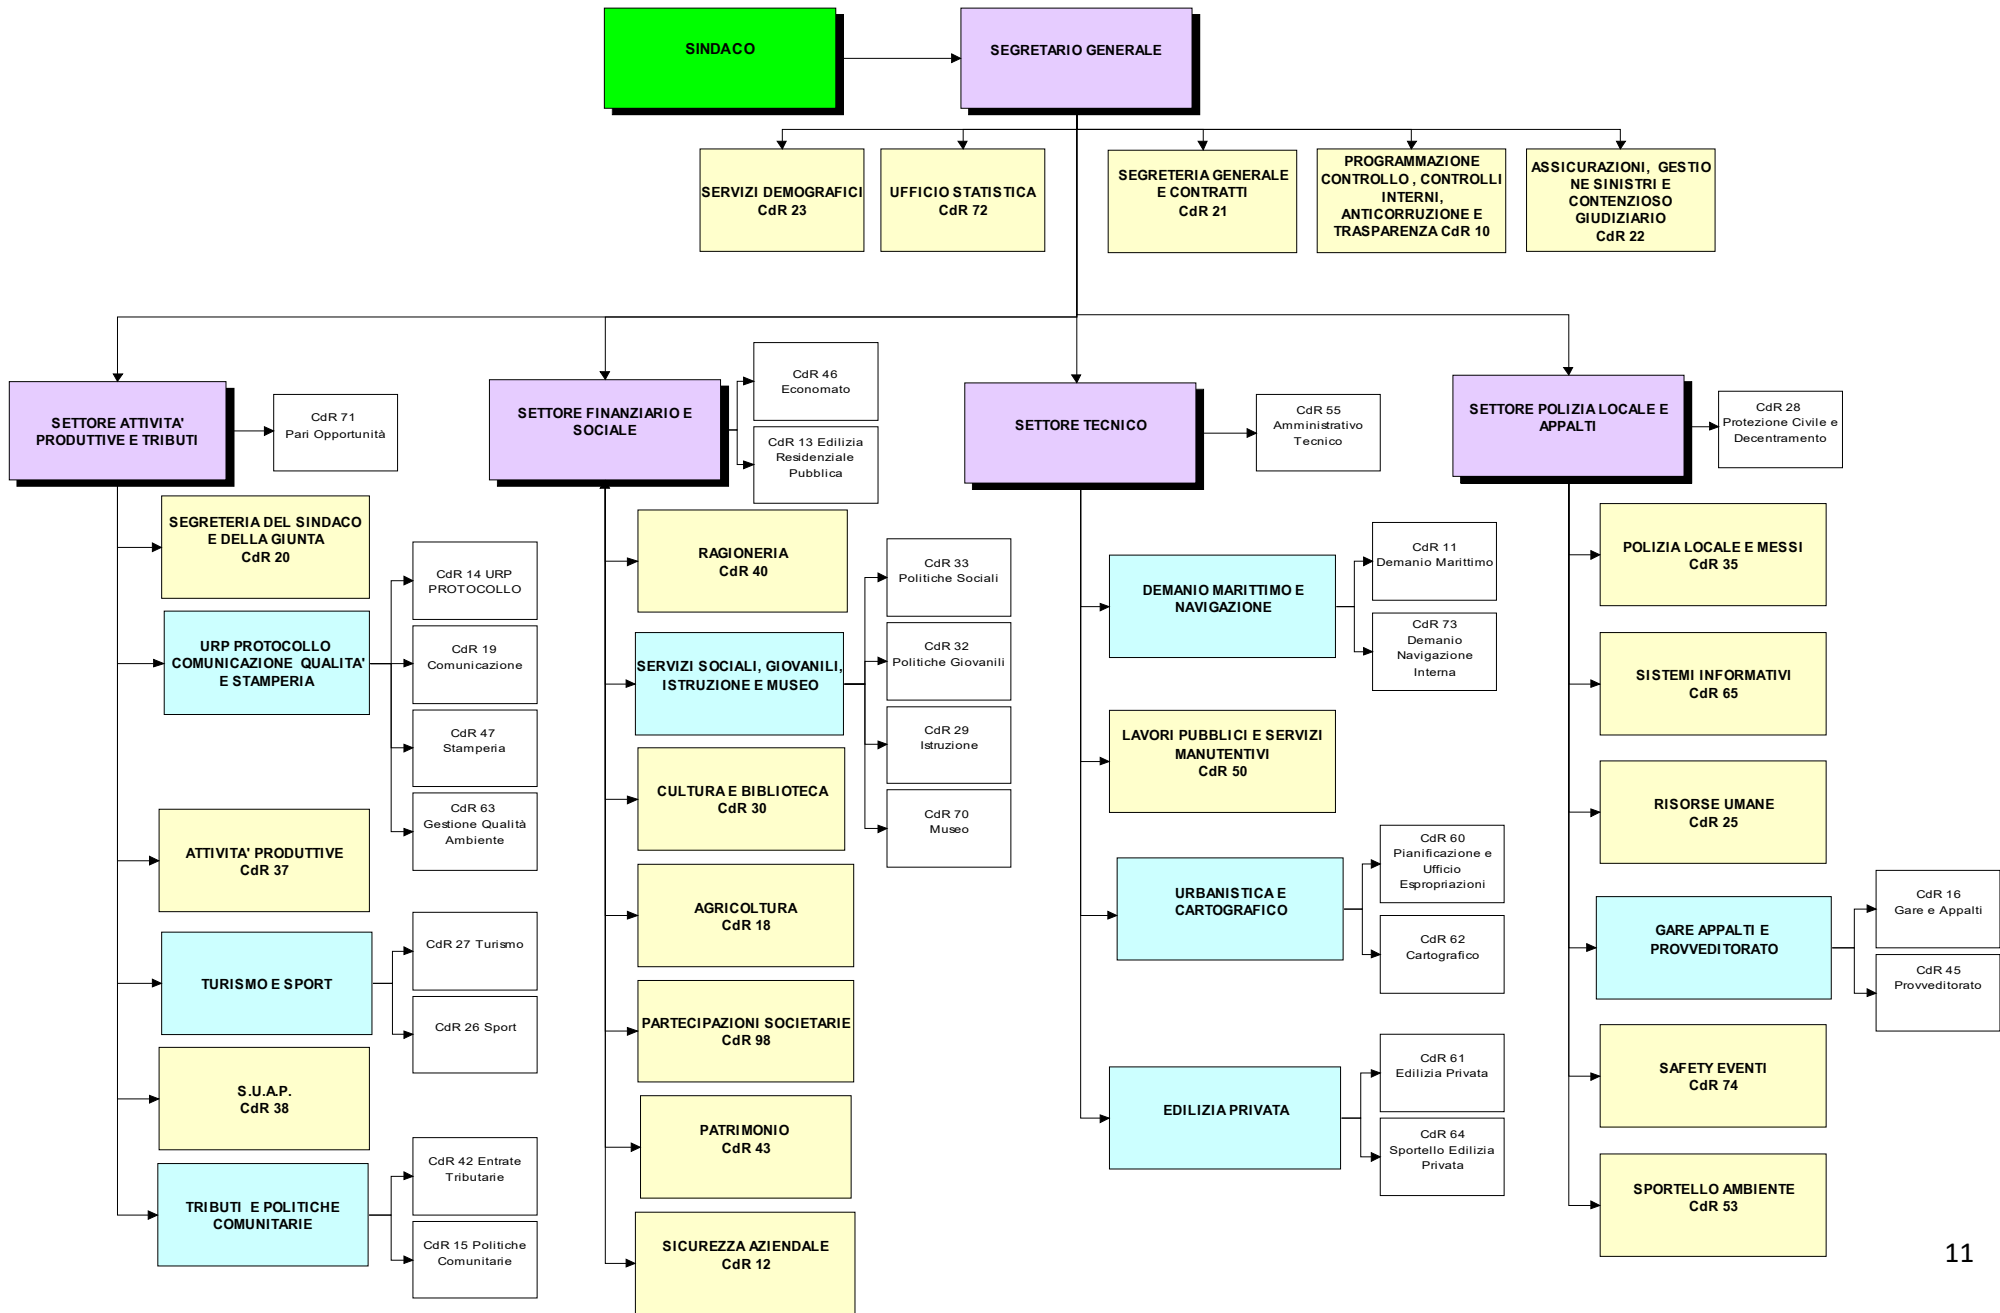 SINDACO
SEGRETARIO GENERALE
SERVIZI DEMOGRAFICI
CdR 23
UFFICIO STATISTICA
CdR 72
SEGRETERIA GENERALE
E CONTRATTI
CdR 21
PROGRAMMAZIONE
CONTROLLO , CONTROLLI
INTERNI,
ANTICORRUZIONE E
TRASPARENZA CdR 10
ASSICURAZIONI, GESTIO
NE SINISTRI E
CONTENZIOSO
GIUDIZIARIO
CdR 22
SETTORE ATTIVITA'
PRODUTTIVE E TRIBUTI
CdR 71
Pari Opportunità
SEGRETERIA DEL SINDACO
E DELLA GIUNTA
CdR 20
URP PROTOCOLLO
COMUNICAZIONE QUALITA'
E STAMPERIA
CdR 14 URP
PROTOCOLLO
CdR 19
Comunicazione
CdR 47
Stamperia
CdR 63
Gestione Qualità
Ambiente
ATTIVITA' PRODUTTIVE
CdR 37
TURISMO E SPORT
CdR 27 Turismo
CdR 26 Sport
S.U.A.P.
CdR 38
TRIBUTI E POLITICHE
COMUNITARIE
CdR 42 Entrate
Tributarie
CdR 15 Politiche
Comunitarie
SETTORE FINANZIARIO E
SOCIALE
CdR 46
Economato
CdR 13 Edilizia
Residenziale
Pubblica
RAGIONERIA
CdR 40
SERVIZI SOCIALI, GIOVANILI,
ISTRUZIONE E MUSEO
CdR 33
Politiche Sociali
CdR 32
Politiche Giovanili
CdR 29
Istruzione
CdR 70
Museo
CULTURA E BIBLIOTECA
CdR 30
AGRICOLTURA
CdR 18
PARTECIPAZIONI SOCIETARIE
CdR 98
PATRIMONIO
CdR 43
SICUREZZA AZIENDALE
CdR 12
SETTORE TECNICO
CdR 55
Amministrativo
Tecnico
DEMANIO MARITTIMO E
NAVIGAZIONE
CdR 11
Demanio Marittimo
CdR 73
Demanio
Navigazione
Interna
LAVORI PUBBLICI E SERVIZI
MANUTENTIVI
CdR 50
URBANISTICA E
CARTOGRAFICO
CdR 60
Pianificazione e
Ufficio
Espropriazioni
CdR 62
Cartografico
EDILIZIA PRIVATA
CdR 61
Edilizia Privata
CdR 64
Sportello Edilizia
Privata
SETTORE POLIZIA LOCALE E
APPALTI
CdR 28
Protezione Civile e
Decentramento
POLIZIA LOCALE E MESSI
CdR 35
SISTEMI INFORMATIVI
CdR 65
RISORSE UMANE
CdR 25
GARE APPALTI E
PROVVEDITORATO
CdR 16
Gare e Appalti
CdR 45
Provveditorato
SAFETY EVENTI
CdR 74
SPORTELLO AMBIENTE
CdR 53
11